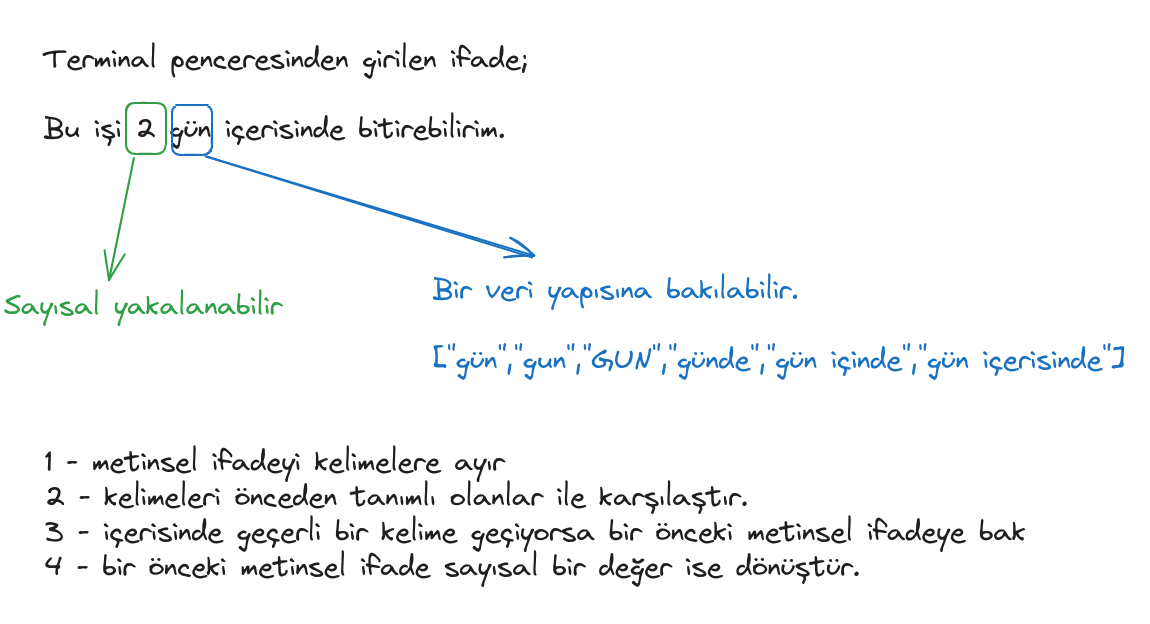 Terminal penceresinden girilen ifade;
Bu işi 2 gün içerisinde bitirebilirim.
Sayısal yakalanabilir
Bir veri yapısına bakılabilir.
["gün","gun","GUN","günde","gün içinde","gün içerisinde"]
1 - metinsel ifadeyi kelimelere ayır
2 - kelimeleri önceden tanımlı olanlar ile karşılaştır.
3 - içerisinde geçerli bir kelime geçiyorsa bir önceki metinsel ifadeye bak
4 - bir önceki metinsel ifade sayısal bir değer ise dönüştür.